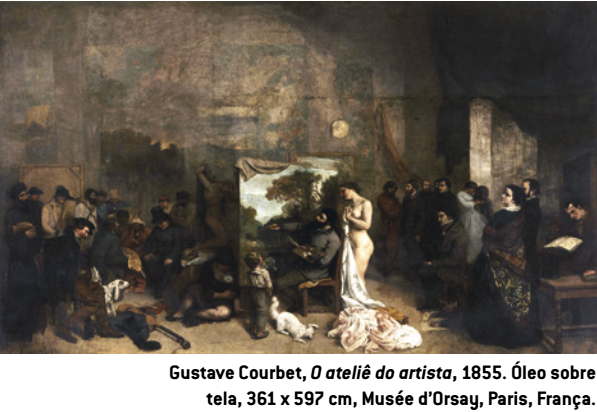 Gustave Courbet, O ateliê do artista, 1855. Óleo sobre
tela, 361 x 597 cm, Musée d'Orsay, Paris, França.